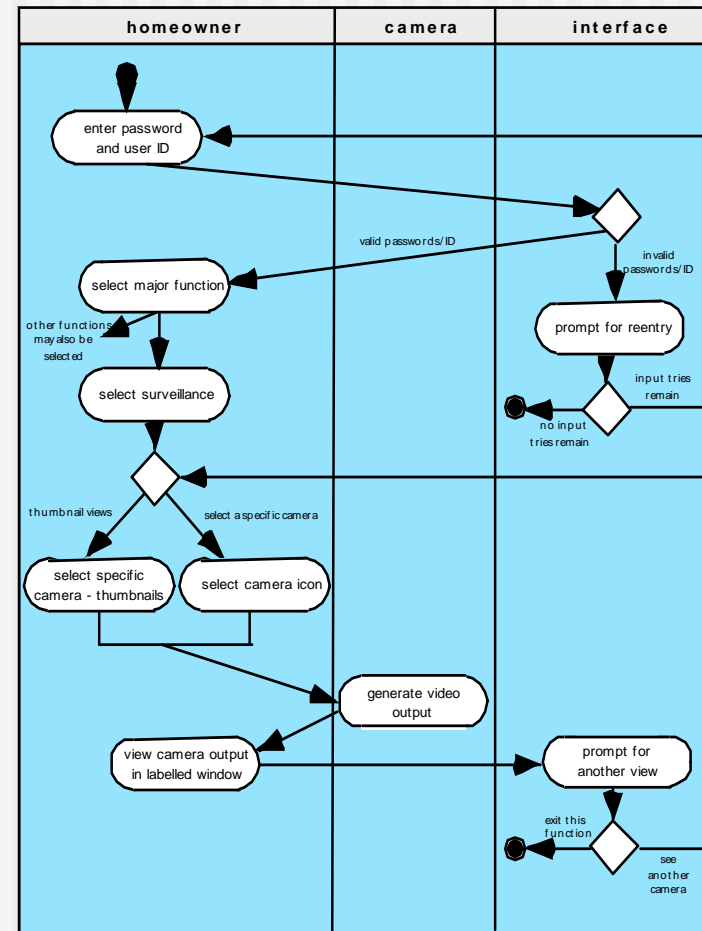 homeowner
camera
interface
enter password
and user ID
valid passwords/ID
invalid
passwords/ID
select major function
other functions
may also be
selected
prompt for reentry
select surveillance
input tries
remain
no input
tries remain
thumbnail views
select a specific camera
select specific
camera - thumbnails
select camera icon
generate video
output
view camera output
in labelled window
prompt for
another view
exit this
function
see
another
camera